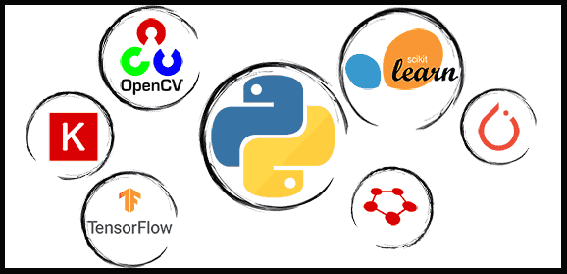 OpenCV
scikit
learn
K
TensorFlow